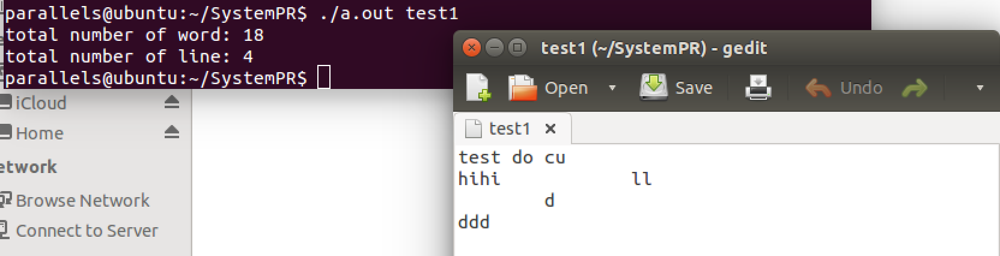 parallels@ubuntu:~/SystemPR$ ./a.out test1
total number of word: 18
total number of line: 4
parallels@ubuntu:~/SystemPR$
iCloud
Home
etwork
Browse Network
Connect to Server
test1 (~/SystemPR) - gedit
Open Save Undo
test1
test do cu
hihi ll
d
ddd